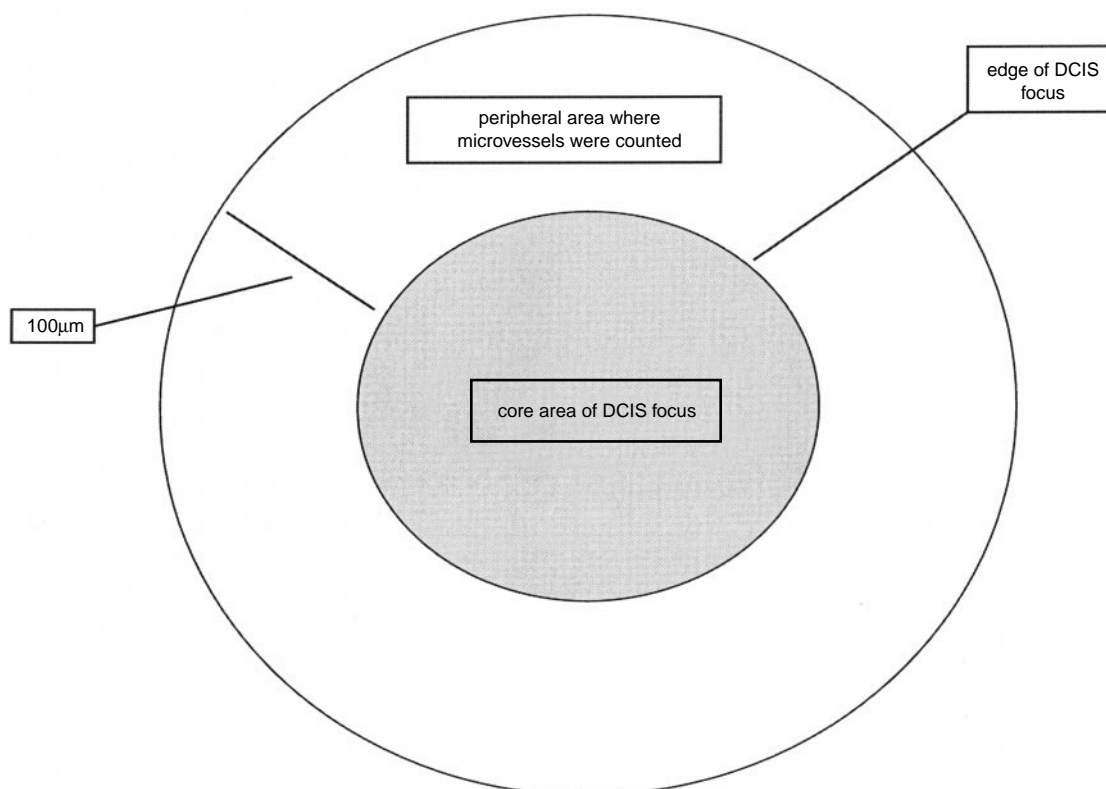 edge of DCIS
focus
peripheral area where
microvessels were counted
100μm
core area of DCIS focus